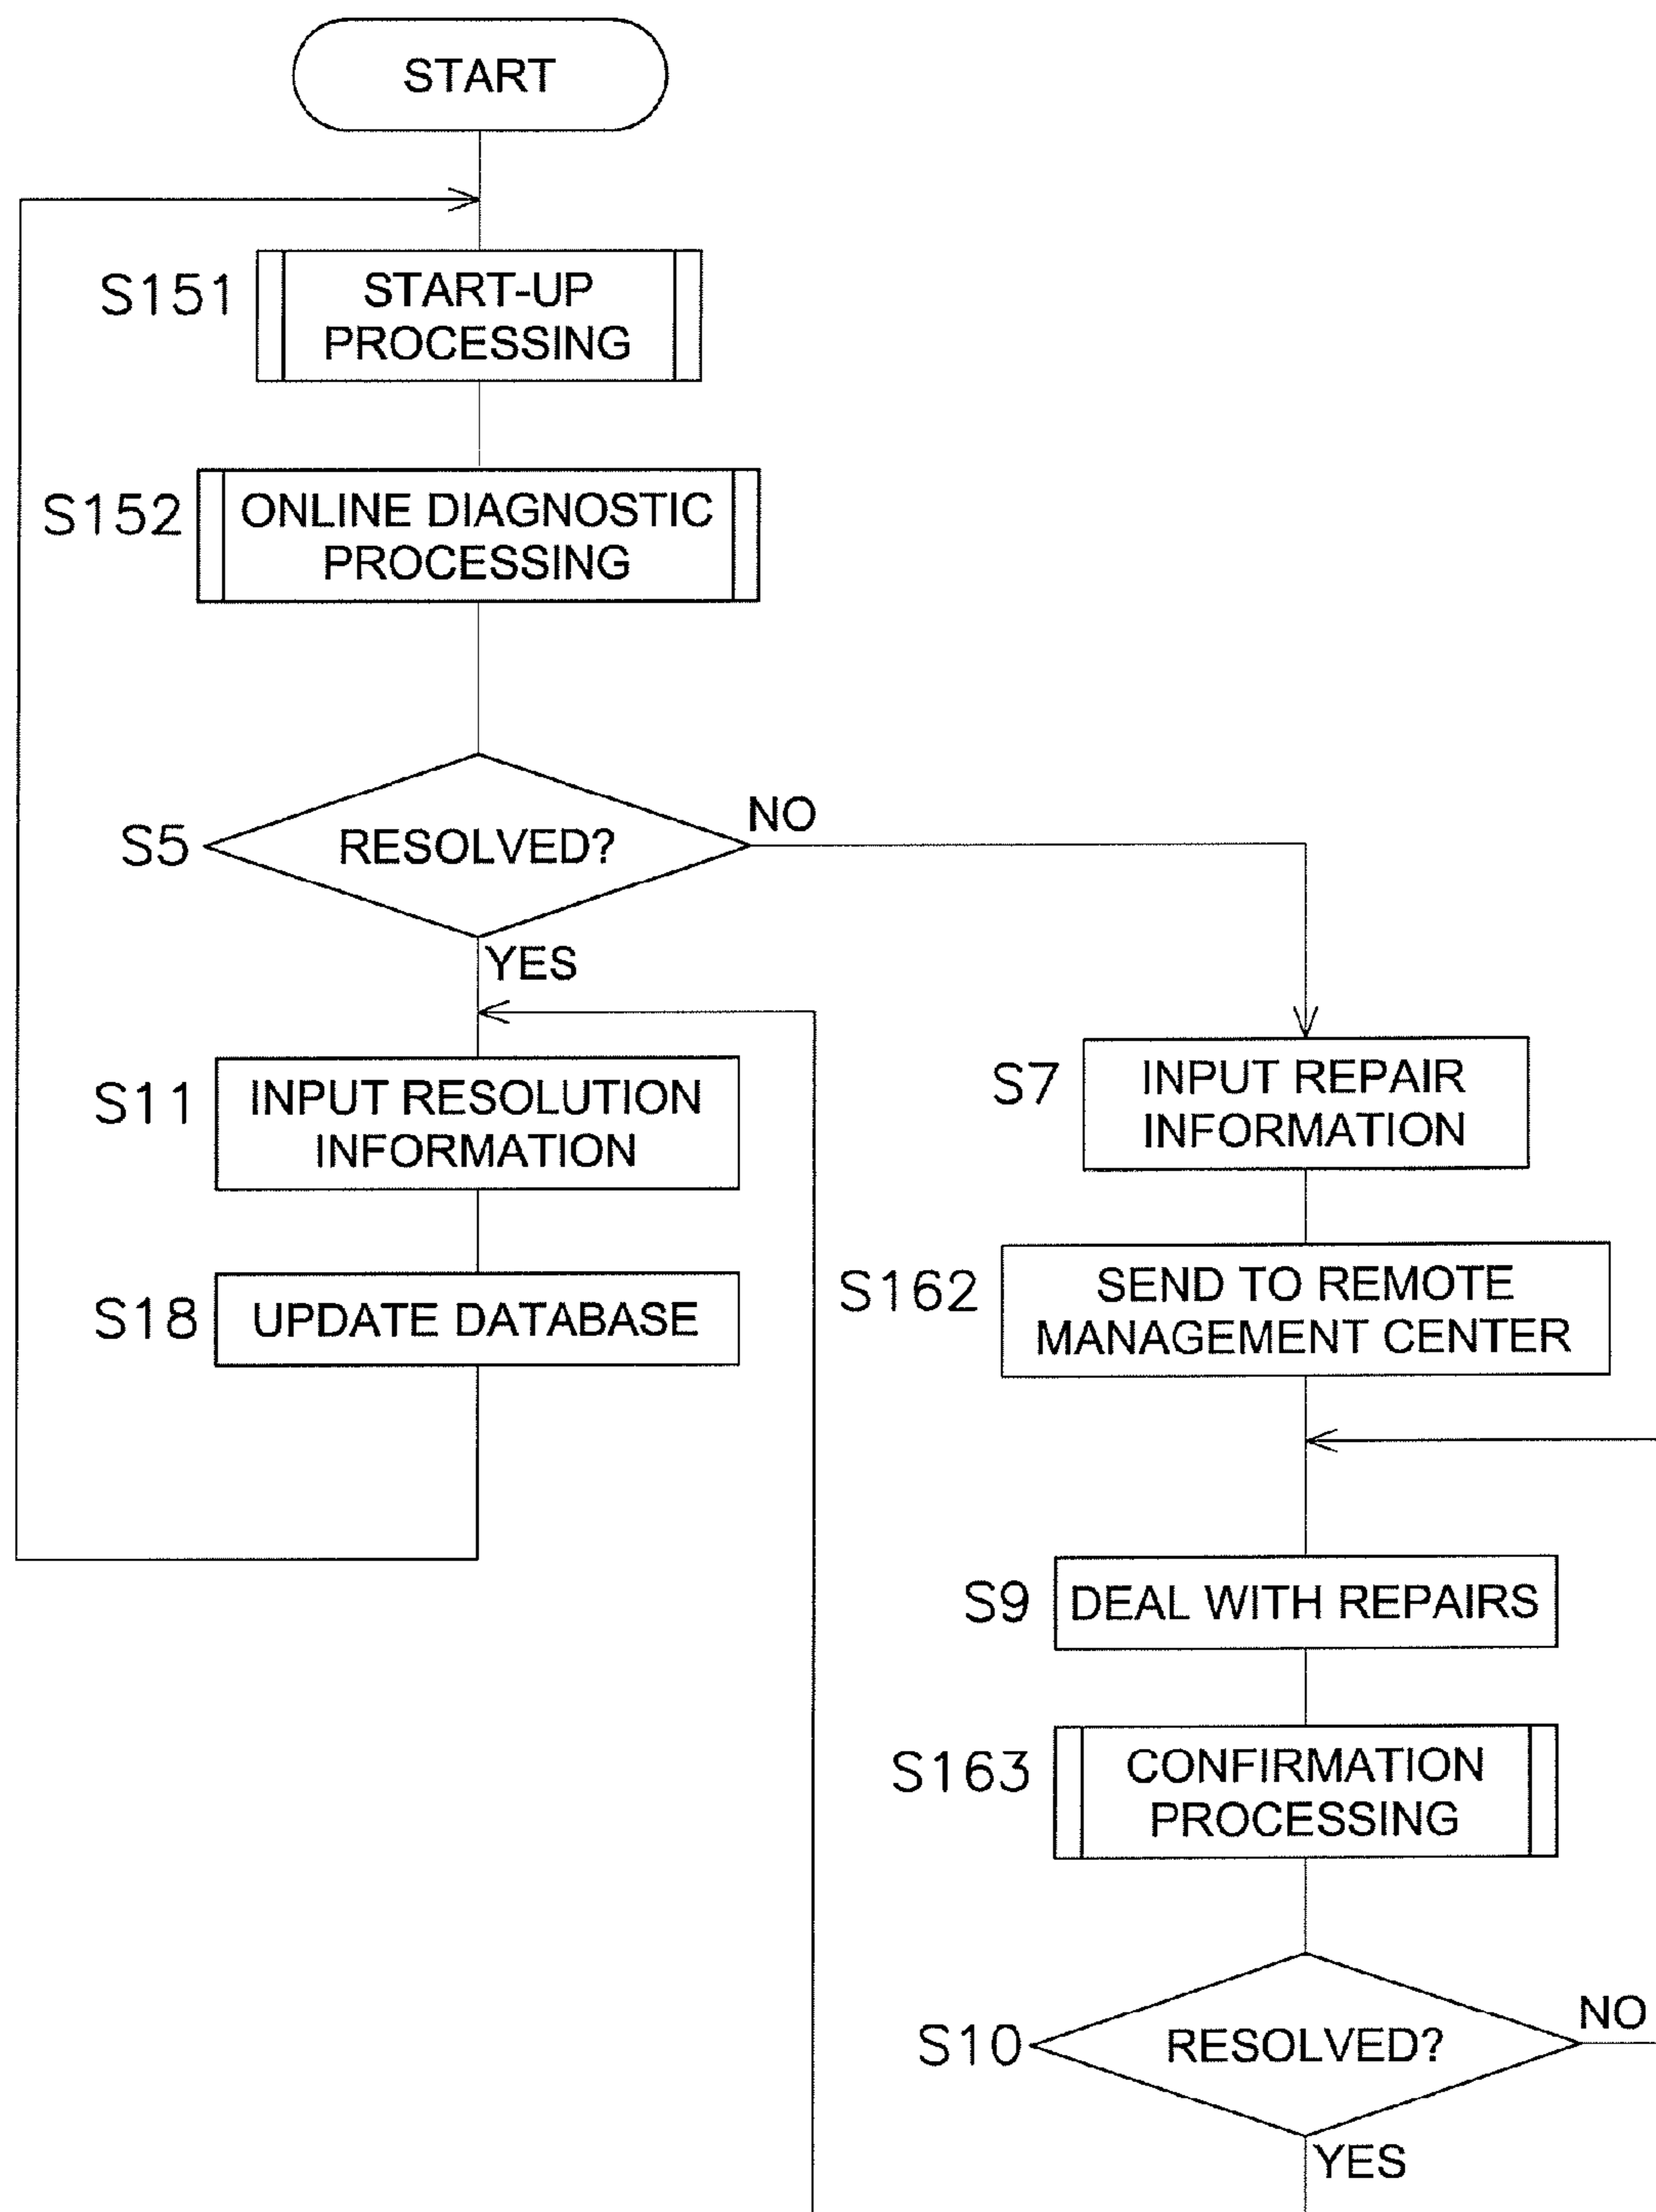 START
S151
START-UP
PROCESSING
S152
ONLINE DIAGNOSTIC
PROCESSING
S5
RESOLVED?
NO
YES
S11
INPUT RESOLUTION
INFORMATION
S18
UPDATE DATABASE
S7
INPUT REPAIR
INFORMATION
S162
SEND TO REMOTE
MANAGEMENT CENTER
S9
DEAL WITH REPAIRS
S163
CONFIRMATION
PROCESSING
S10
RESOLVED?
NO
YES